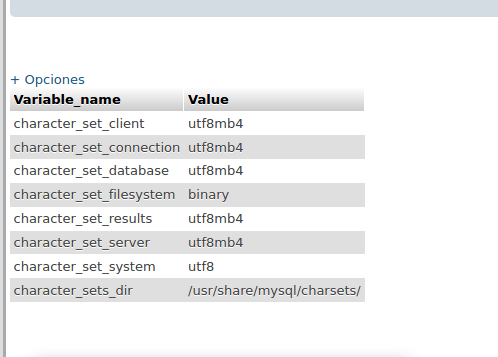 + Opciones
Variable_name Value
character_set_client utf8mb4
character_set_connection utf8mb4
character_set_database utf8mb4
character_set_filesystem binary
character_set_results utf8mb4
character_set_server utf8mb4
character_set_system utf8
character_sets_dir /usr/share/mysql/charsets/